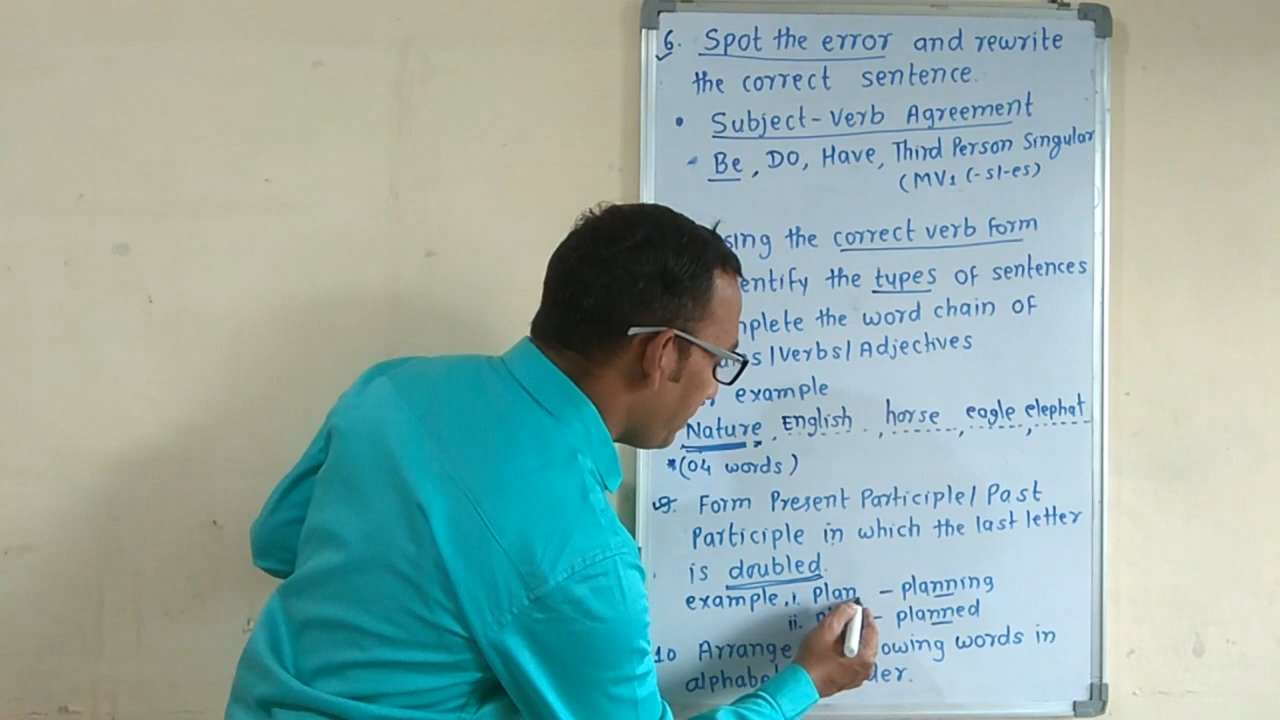 6. Spot the error and rewrite
the correct sentence.
• Subject-Verb Agreement
- Be, DO, Have, Third Person Singular
(MV1 (-s1-es)
sing the correct verb form
entify the types of sentences
mplete the word chain of
s/Verbs/Adjectives
example
Nature, English, horse, eagle, elephat
*(04 words)
9. Form Present Participle/Past
Participle in which the last letter
is doubled.
example, i. Plan - planning
ii. - planned
10 Arrange owing words in
alphabe der.